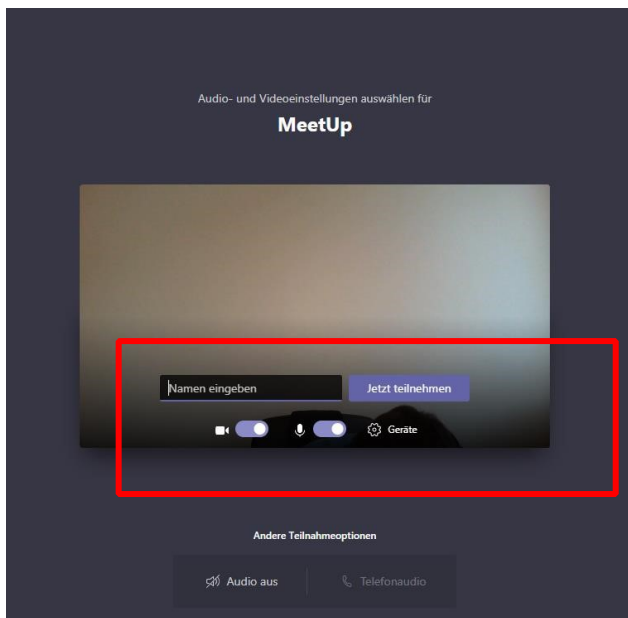 Audio- und Videoeinstellungen auswählen für
MeetUp
Namen eingeben
Jetzt teilnehmen
Geräte
Andere Teilnahmeoptionen
Audio aus
Telefonaudio